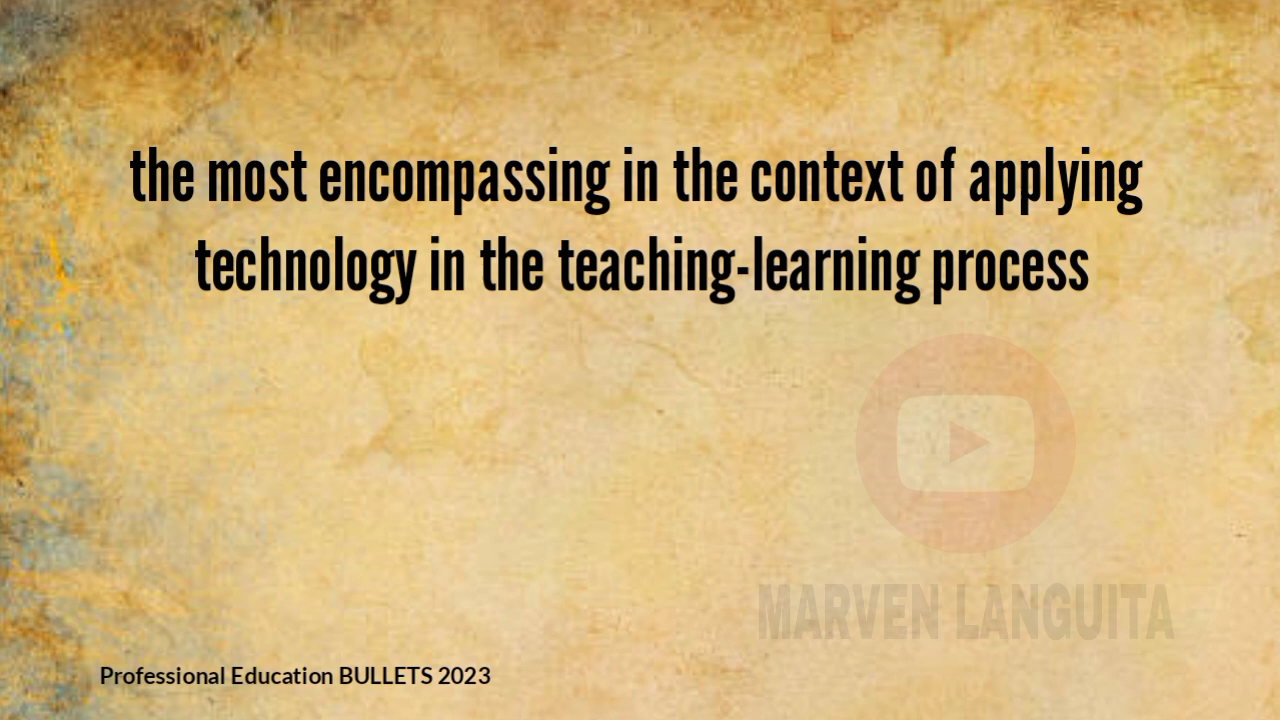 the most encompassing in the context of applying
technology in the teaching-learning process
MARVEN LANGUITA
Professional Education BULLETS 2023